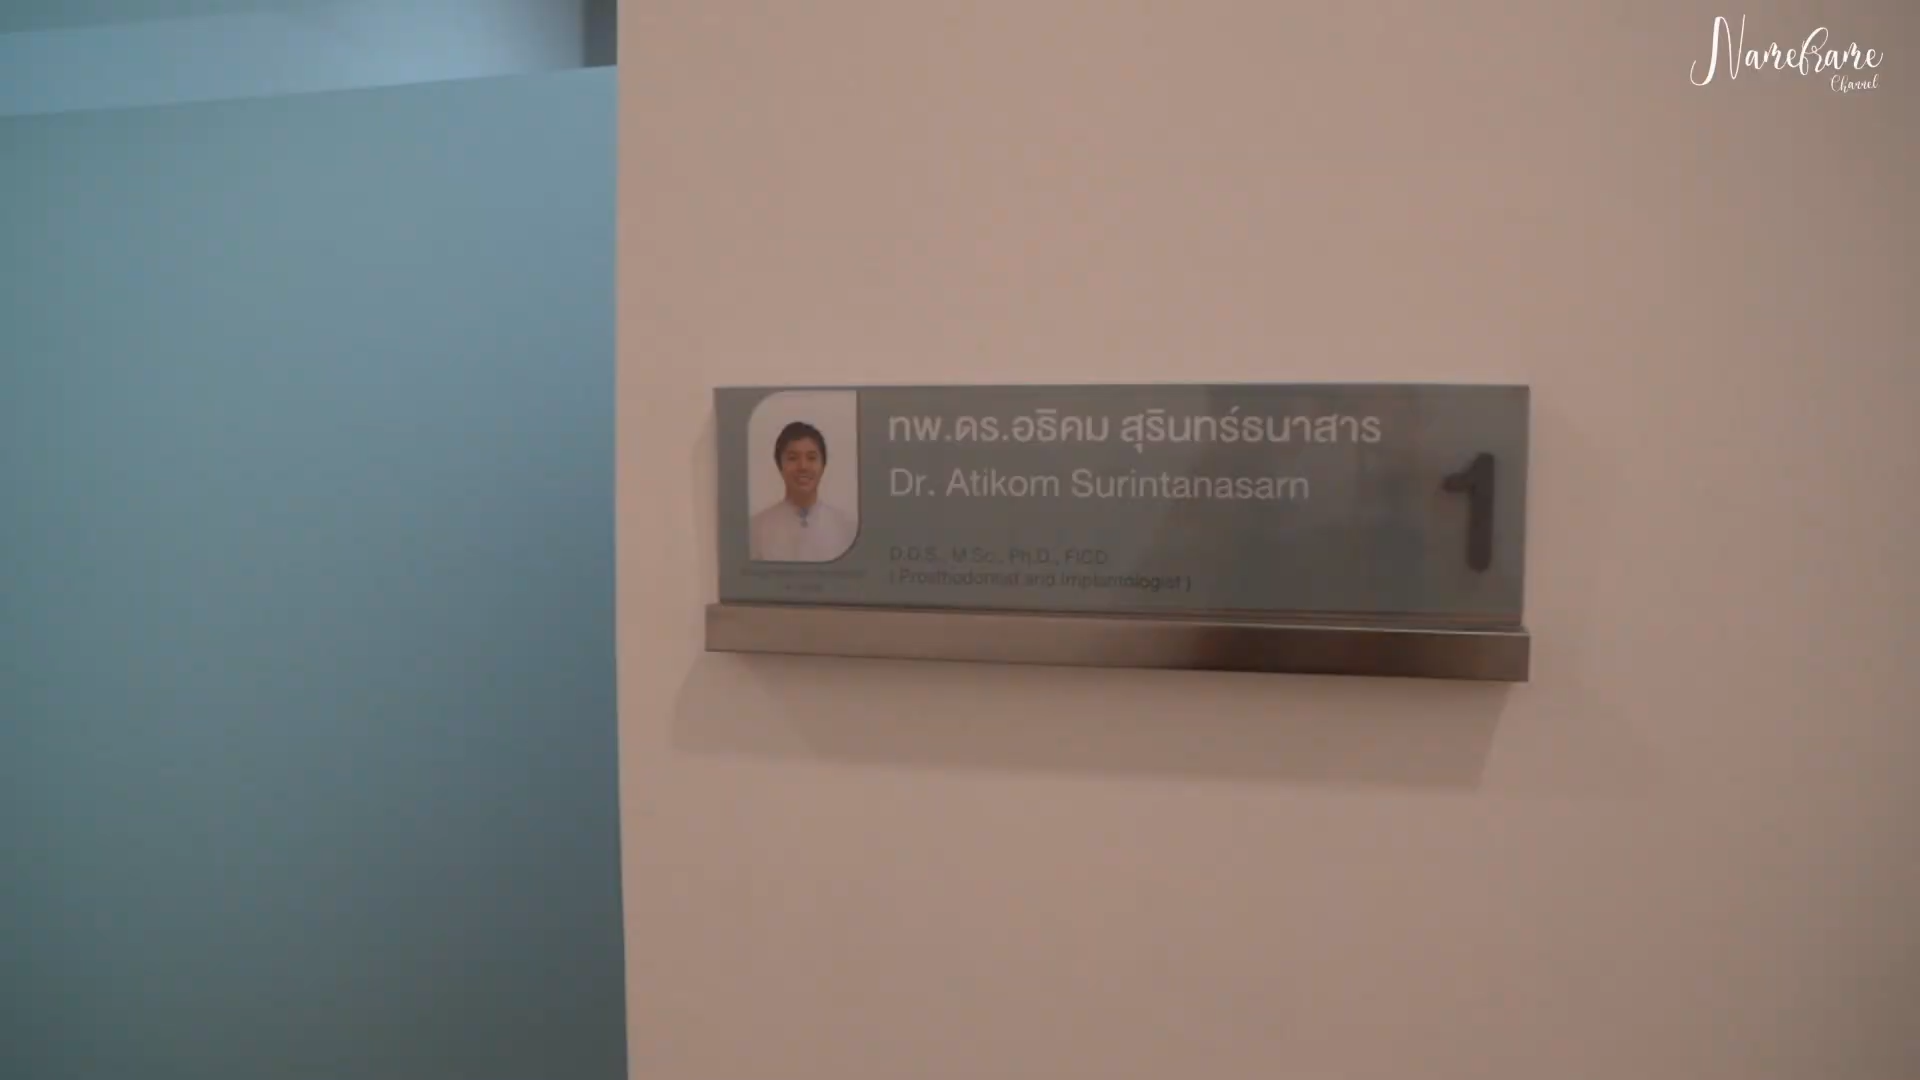 Nameframe
Channel
ทพ.ดร.อธิคม สุรินทร์ธนาสาร
Dr. Atikom Surintanasarn
1
D.D.S., M.Sc., Ph.D., FICD
( Prosthodontist and Implantologist )